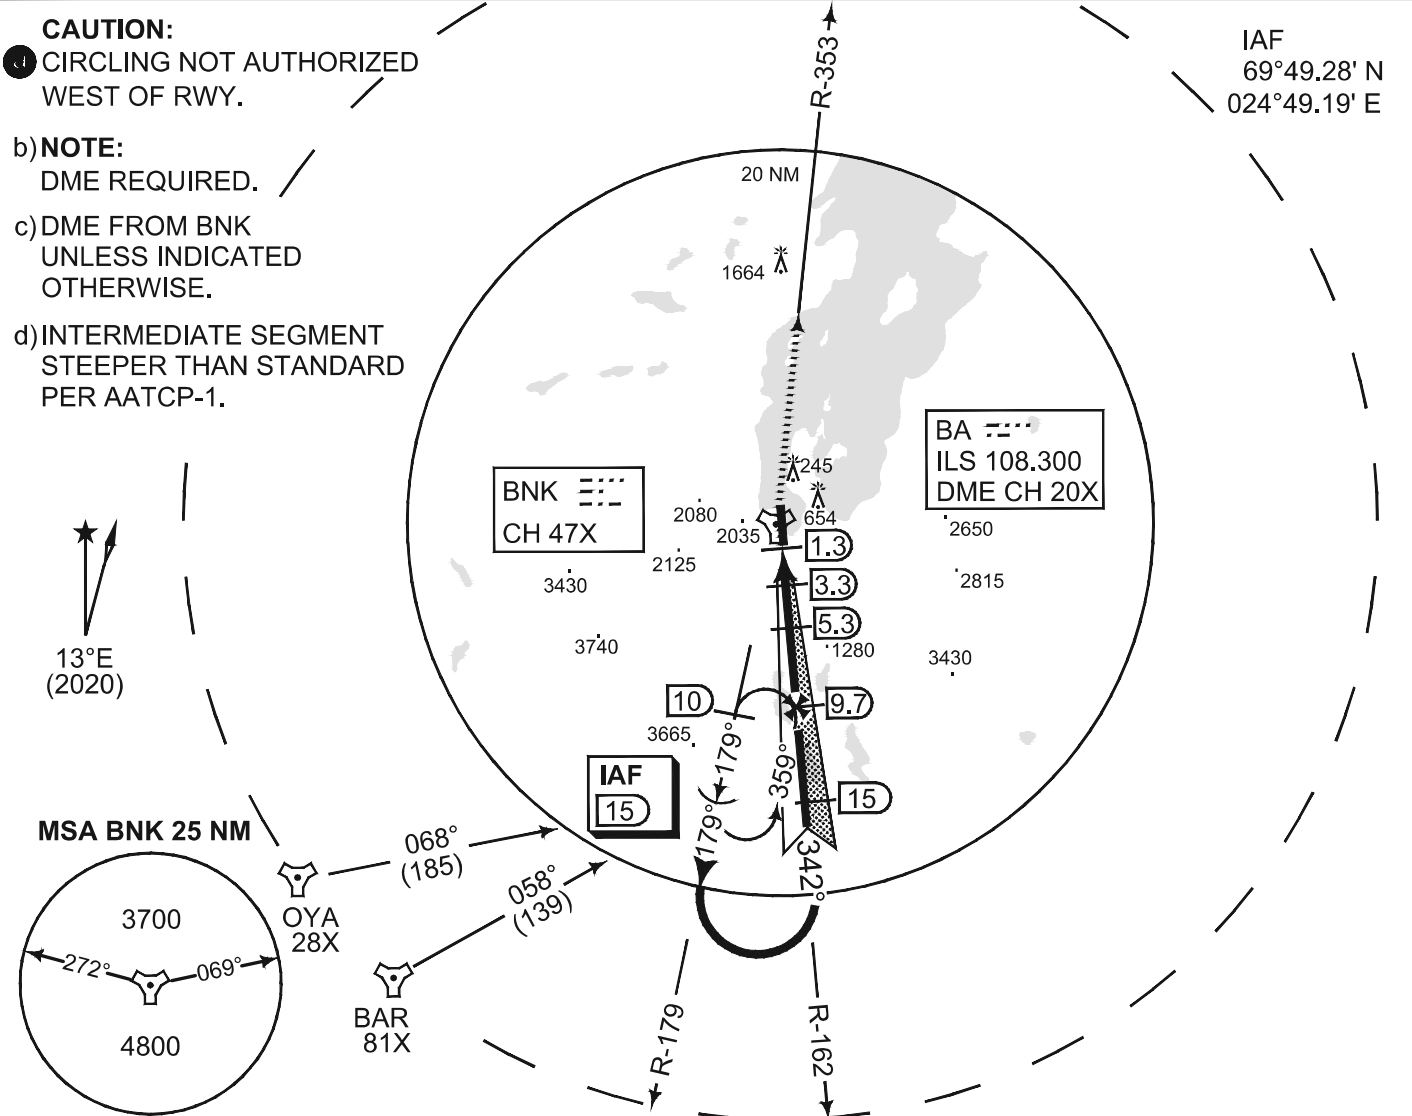 CAUTION:
CIRCLING NOT AUTHORIZED
WEST OF RWY.
b) NOTE:
DME REQUIRED.
c) DME FROM BNK
UNLESS INDICATED
OTHERWISE.
d) INTERMEDIATE SEGMENT
STEEPER THAN STANDARD
PER AATCP-1.
IAF
69°49.28' N
024°49.19' E
R-353
20 NM
1664
BA
ILS 108.300
DME CH 20X
BNK
CH 47X
245
654
2080
2035
2125
3430
3740
3665
2650
2815
3430
1280
1.3
3.3
5.3
9.7
10
15
179°
179°
359°
342°
IAF
15
13°E
(2020)
068°
(185)
058°
(139)
OYA
28X
BAR
81X
R-179
R-162
MSA BNK 25 NM
3700
272°
069°
4800